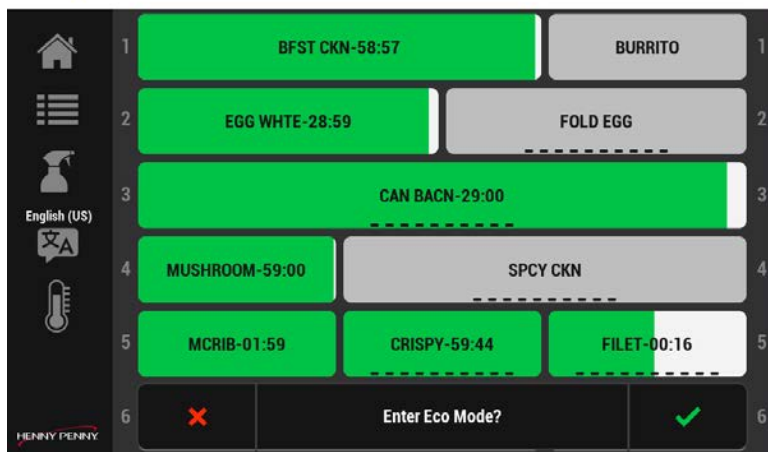 1 BFST CKN-58:57 BURRITO 1
2 EGG WHTE-28:59 FOLD EGG 2
3 CAN BACN-29:00 3
English (US)
文A
4 MUSHROOM-59:00 SPCY CKN 4
5 MCRIB-01:59 CRISPY-59:44 FILET-00:16 5
6 Enter Eco Mode? 6
HENNY PENNY